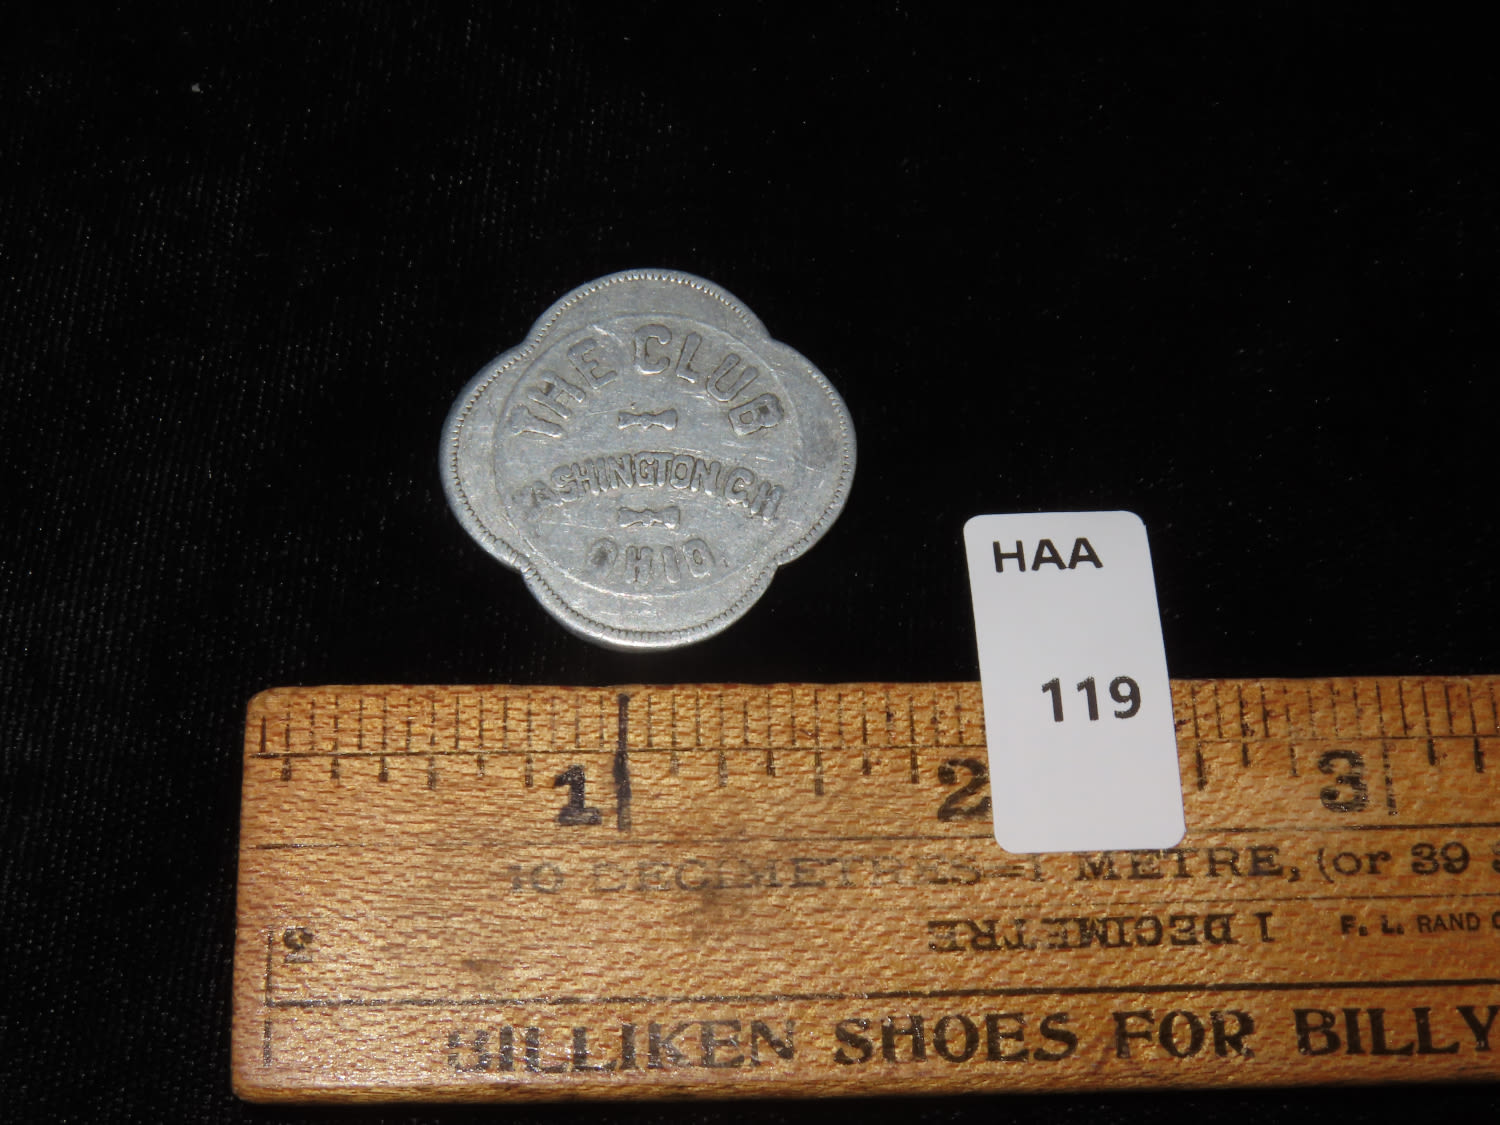 THE CLUB
WASHINGTON C.H.
OHIO
HAA
119
1 2 3
10 DECIMETRES=1 METRE, (or 39
1 DECIMETRE
F. L. RAND
BILLIKEN SHOES FOR BILLY